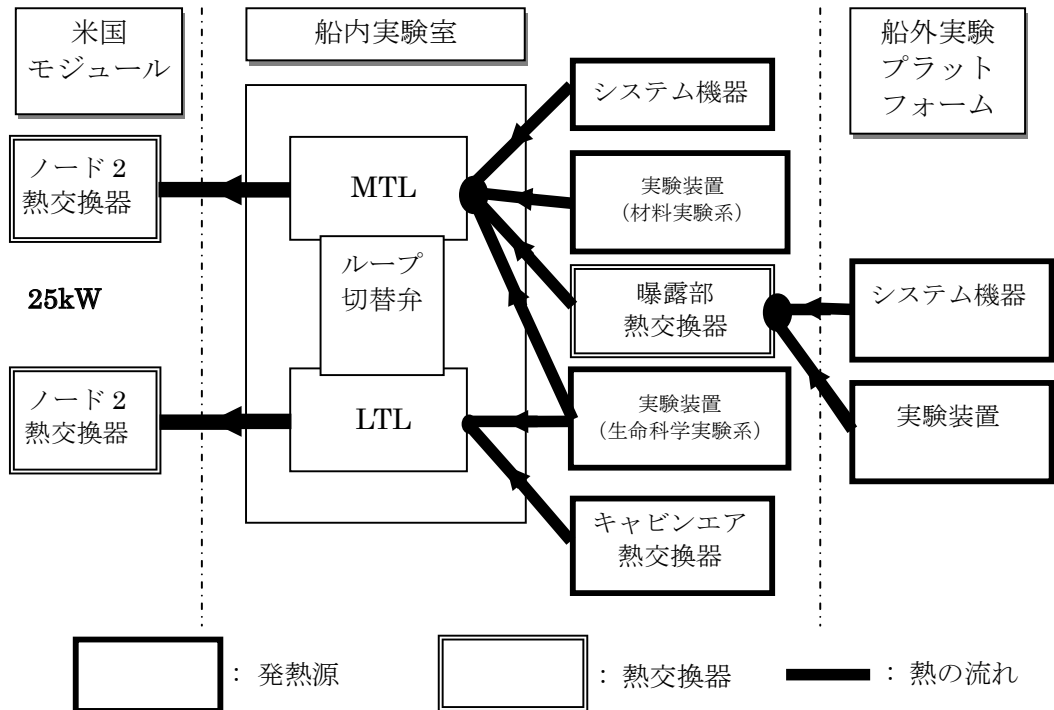 米国
モジュール
船内実験室
船外実験
プラット
フォーム
システム機器
ノード 2
熱交換器
MTL
実験装置
（材料実験系）
ループ
切替弁
25kW
曝露部
熱交換器
システム機器
ノード 2
熱交換器
LTL
実験装置
（生命科学実験系）
実験装置
キャビンエア
熱交換器
： 発熱源
： 熱交換器
： 熱の流れ